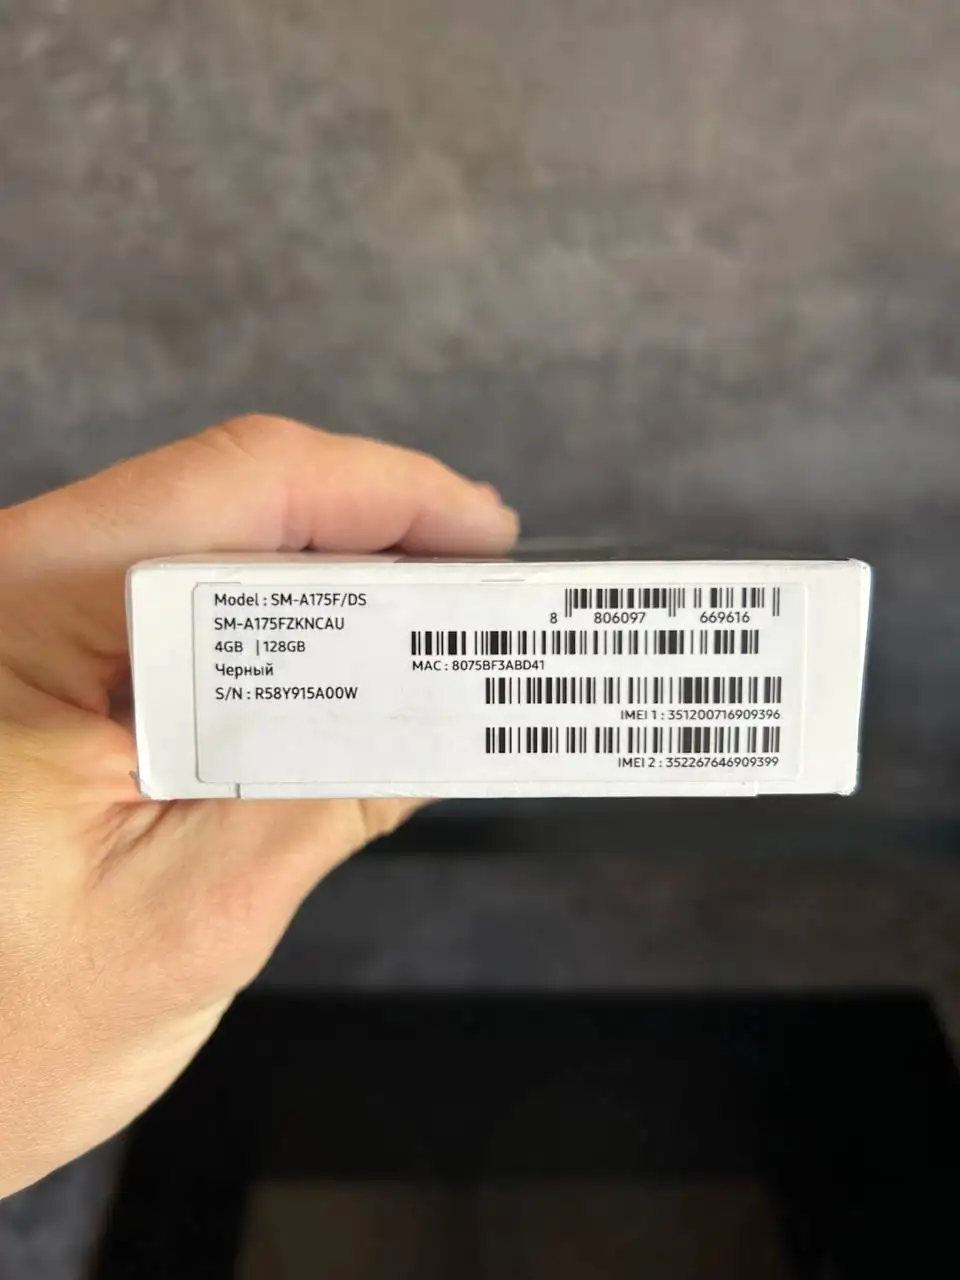 Model : SM-A175F/DS
SM-A175FZKNCAU
4GB | 128GB
Черный
S/N : R58Y915A00W
8 806097 669616
MAC : 8075BF3ABD41
IMEI 1 : 351200716909396
IMEI 2 : 352267646909399